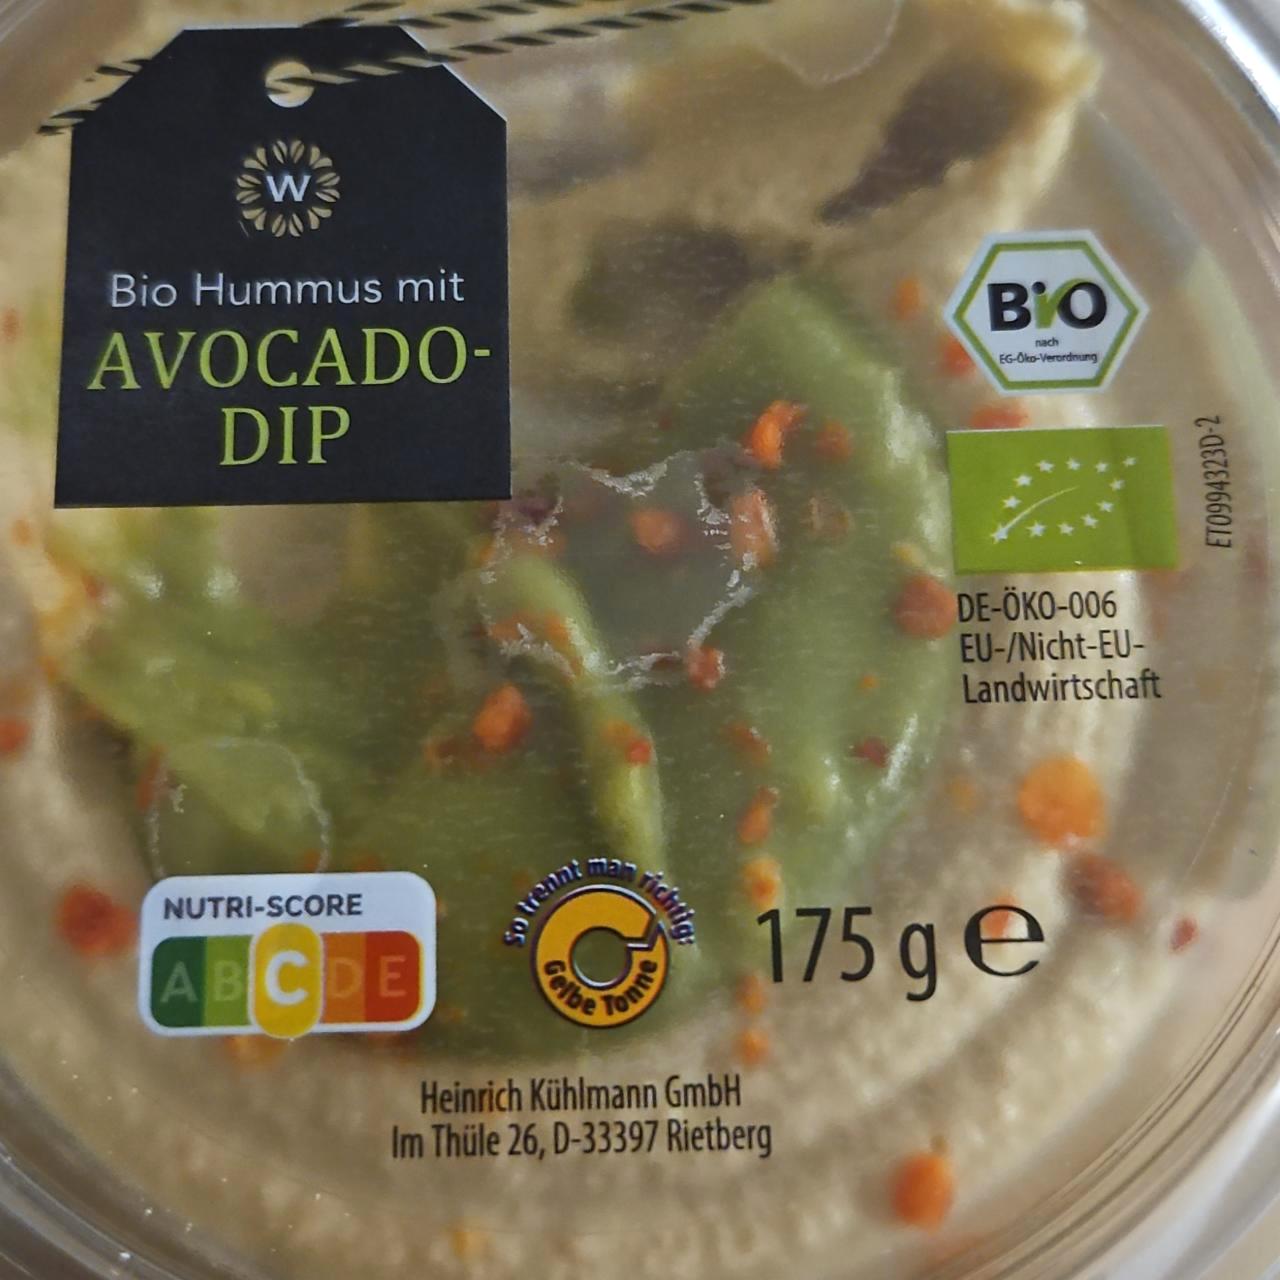 W
Bio Hummus mit
AVOCADO-
DIP
BiO
nach
EG-Öko-Verordnung
ET0994323D-2
DE-ÖKO-006
EU-/Nicht-EU-
Landwirtschaft
NUTRI-SCORE
A B C D E
So trennt man richtig:
Gelbe Tonne
175 g e
Heinrich Kühlmann GmbH
Im Thüle 26, D-33397 Rietberg